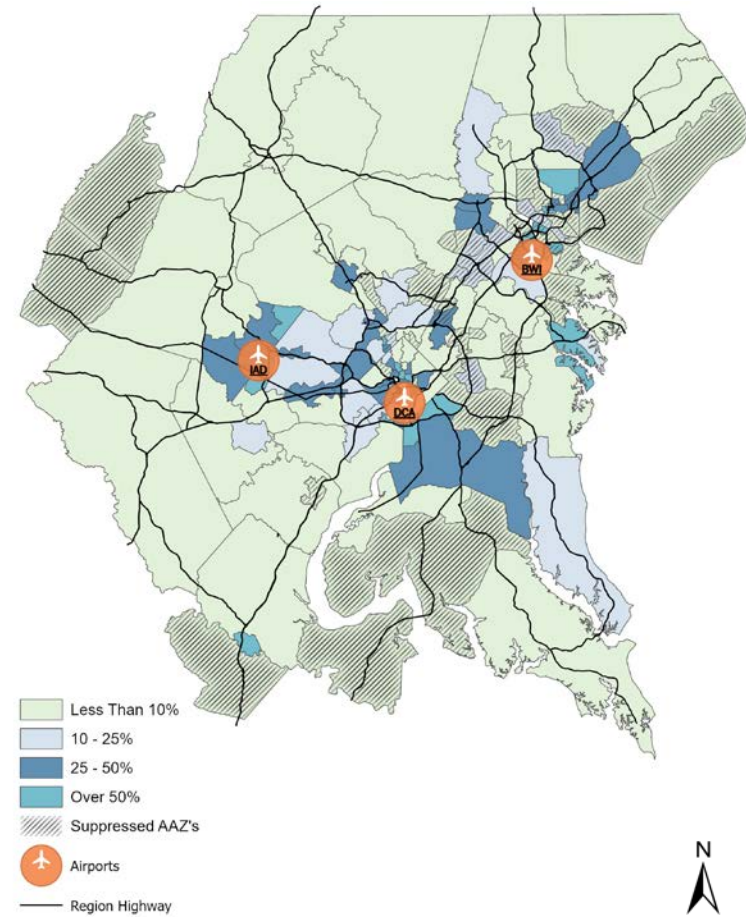 BWI
IAD
DCA
Less Than 10%
10 - 25%
25 - 50%
Over 50%
Suppressed AAZ's
Airports
Region Highway
N